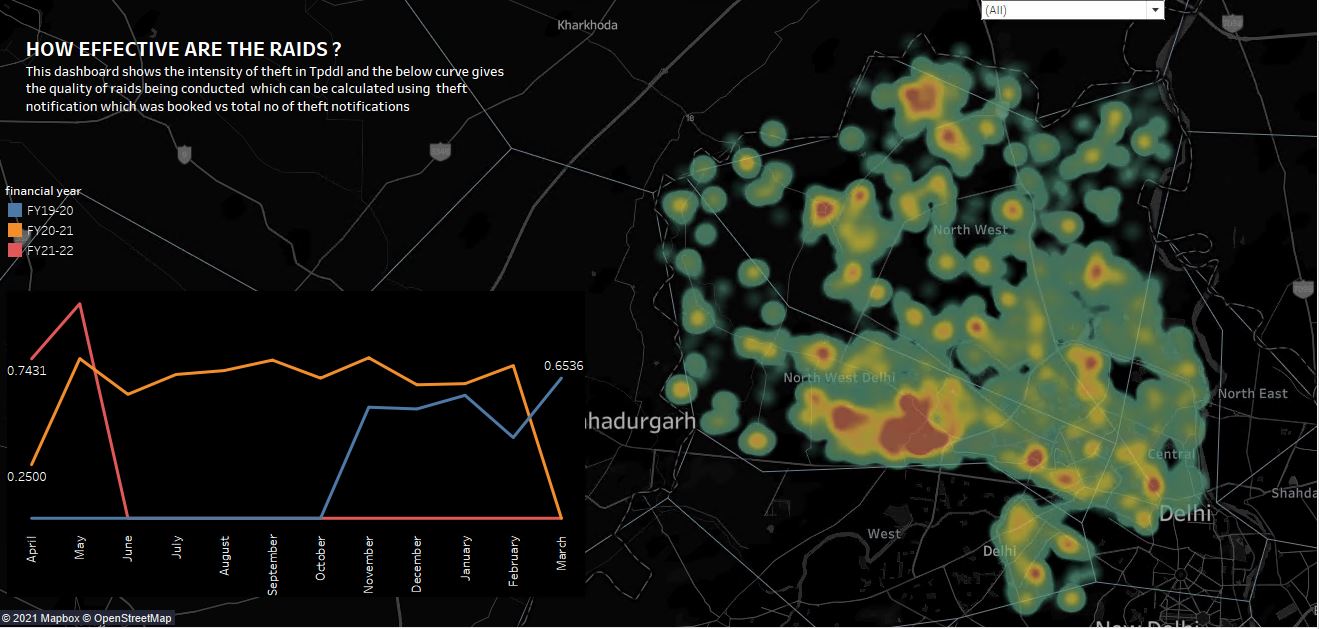 (All)
Kharkhoda
HOW EFFECTIVE ARE THE RAIDS ?
This dashboard shows the intensity of theft in Tpddl and the below curve gives
the quality of raids being conducted which can be calculated using theft
notification which was booked vs total no of theft notifications
financial year
FY19-20
FY20-21
FY21-22
North West
0.7431
0.6536
0.2500
North West Delhi
North East
hadurgarh
Central
Shahda
Delhi
West
Delhi
New Delhi
April
May
June
July
August
September
October
November
December
January
February
March
© 2021 Mapbox © OpenStreetMap